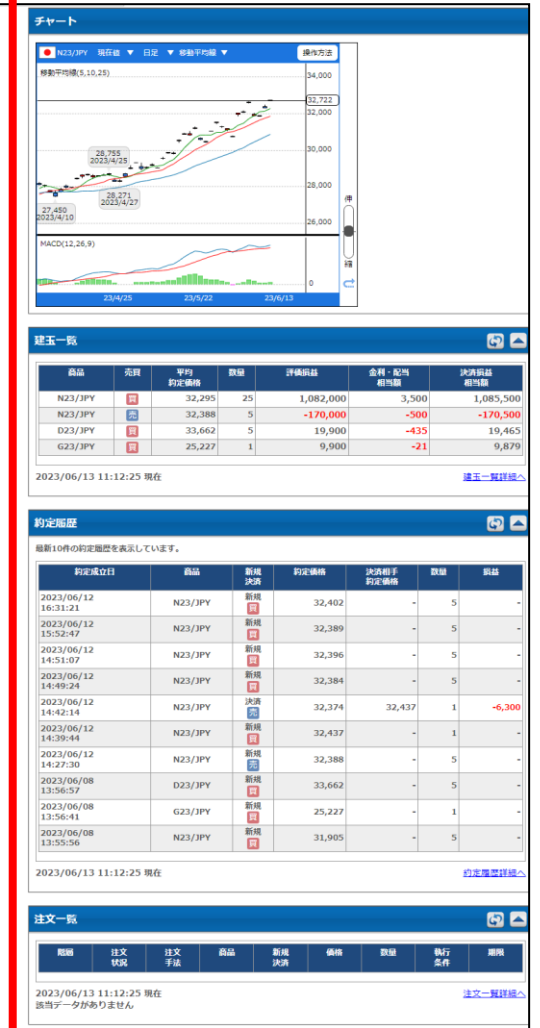 チャート
N23/JPY 現在値 ▼ 日足 ▼ 移動平均線 ▼ 操作方法
移動平均線(5,10,25)
34,000
32,722
32,000
30,000
28,755
2023/4/25
28,000
28,271
2023/4/27
27,450
2023/4/10
26,000
伸
縮
MACD(12,26,9)
0
23/4/25 23/5/22 23/6/13
建玉一覧
商品 売買 平均約定価格 数量 評価損益 金利・配当相当額 決済損益相当額
N23/JPY 買 32,295 25 1,082,000 3,500 1,085,500
N23/JPY 売 32,388 5 -170,000 -500 -170,500
D23/JPY 買 33,662 5 19,900 -435 19,465
G23/JPY 買 25,227 1 9,900 -21 9,879
2023/06/13 11:12:25 現在 建玉一覧詳細へ
約定履歴
最新10件の約定履歴を表示しています。
約定成立日 商品 新規決済 約定価格 決済相手約定価格 数量 損益
2023/06/12 16:31:21 N23/JPY 新規 買 32,402 - 5 -
2023/06/12 15:52:47 N23/JPY 新規 買 32,389 - 5 -
2023/06/12 14:51:07 N23/JPY 新規 買 32,396 - 5 -
2023/06/12 14:49:24 N23/JPY 新規 買 32,384 - 5 -
2023/06/12 14:42:14 N23/JPY 決済 売 32,374 32,437 1 -6,300
2023/06/12 14:39:44 N23/JPY 新規 買 32,437 - 1 -
2023/06/12 14:27:30 N23/JPY 新規 売 32,388 - 5 -
2023/06/08 13:56:57 D23/JPY 新規 買 33,662 - 5 -
2023/06/08 13:56:41 G23/JPY 新規 買 25,227 - 1 -
2023/06/08 13:55:56 N23/JPY 新規 買 31,905 - 5 -
2023/06/13 11:12:25 現在 約定履歴詳細へ
注文一覧
階層 注文状況 注文手法 商品 新規決済 価格 数量 執行条件 期限
2023/06/13 11:12:25 現在 注文一覧詳細へ
該当データがありません